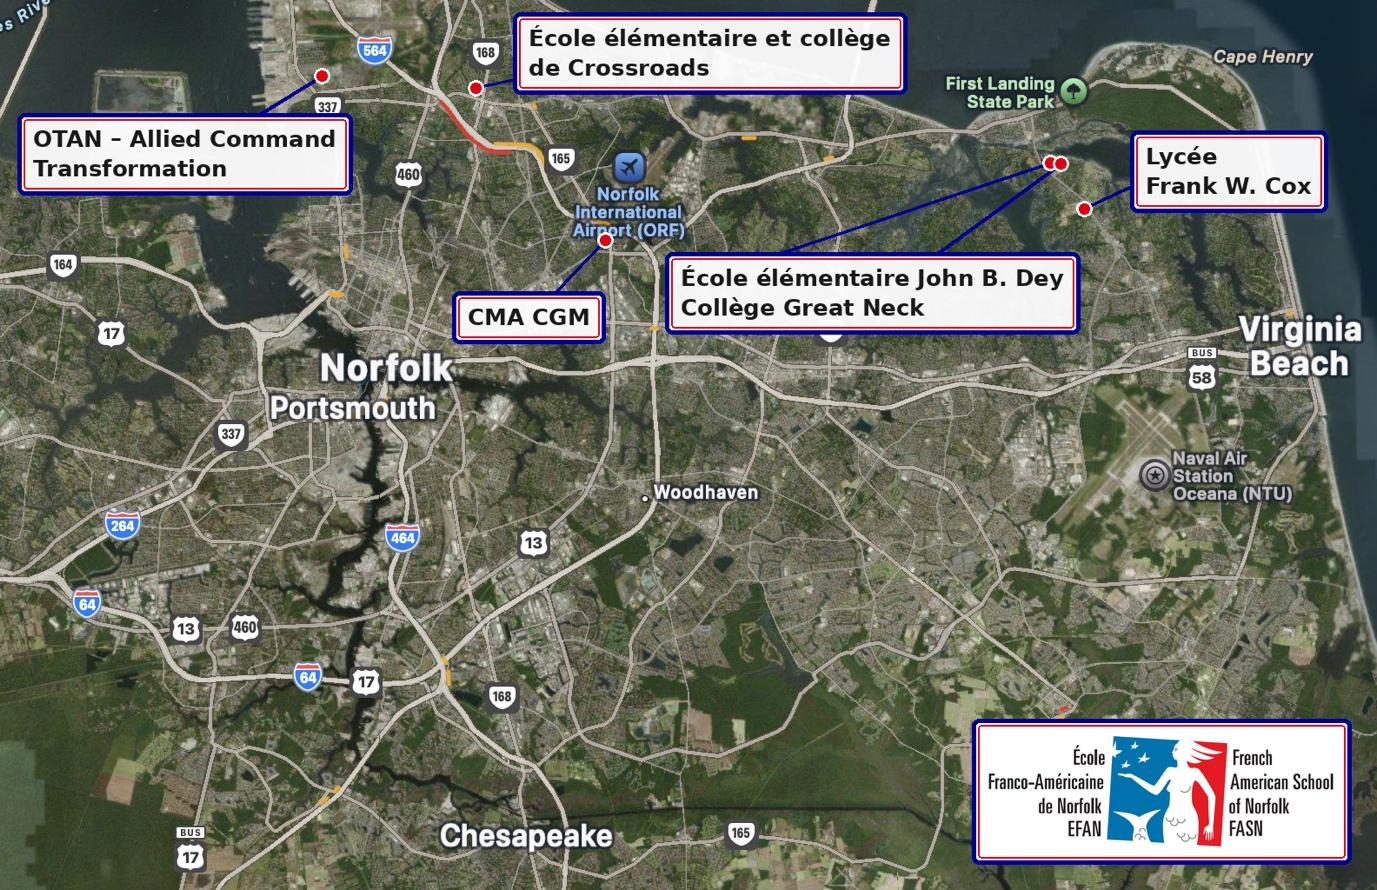 564
168
École élémentaire et collège
de Crossroads
Cape Henry
First Landing
State Park
337
OTAN – Allied Command
Transformation
165
460
Norfolk
International
Airport (ORF)
Lycée
Frank W. Cox
164
17
École élémentaire John B. Dey
Collège Great Neck
CMA CGM
Virginia
Beach
BUS
58
Norfolk
Portsmouth
337
Naval Air
Station
Oceana (NTU)
Woodhaven
264
464
13
64
13
460
64
17
168
École
Franco-Américaine
de Norfolk
EFAN
French
American School
of Norfolk
FASN
BUS
17
Chesapeake
165